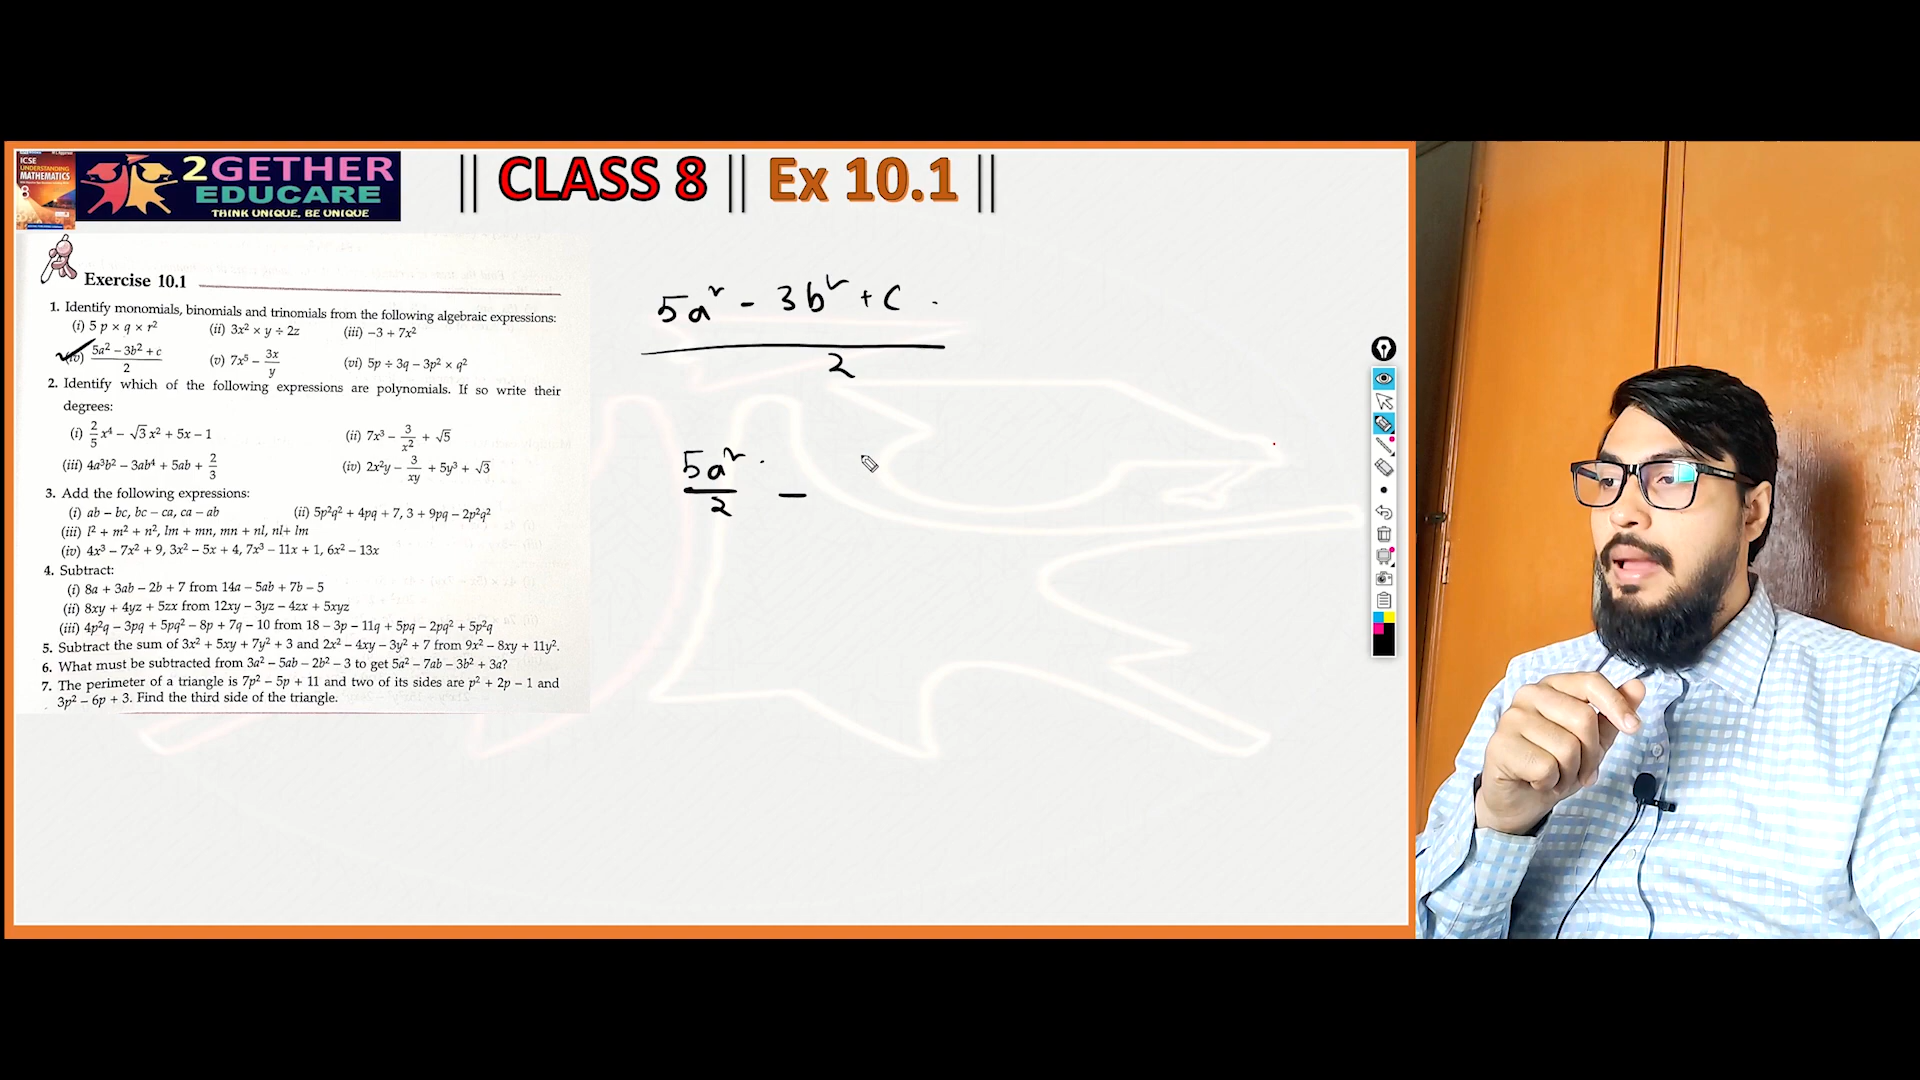 ICSE
UNDERSTANDING
MATHEMATICS
8
2GETHER
EDUCARE
THINK UNIQUE, BE UNIQUE
|| CLASS 8 || Ex 10.1 ||
Exercise 10.1
1. Identify monomials, binomials and trinomials from the following algebraic expressions:
(i) 5 p × q × r² (ii) 3x² × y ÷ 2z (iii) −3 + 7x²
(iv) (5a² − 3b² + c)/2 (v) 7x⁵ − 3x/y (vi) 5p ÷ 3q − 3p² × q²
2. Identify which of the following expressions are polynomials. If so write their
degrees:
(i) 2/5 x⁴ − √3 x² + 5x − 1 (ii) 7x³ − 3/x² + √5
(iii) 4a³b² − 3ab⁴ + 5ab + 2/3 (iv) 2x²y − 3/xy + 5y³ + √3
3. Add the following expressions:
(i) ab − bc, bc − ca, ca − ab (ii) 5p²q² + 4pq + 7, 3 + 9pq − 2p²q²
(iii) l² + m² + n², lm + mn, mn + nl, nl + lm
(iv) 4x³ − 7x² + 9, 3x² − 5x + 4, 7x³ − 11x + 1, 6x² − 13x
4. Subtract:
(i) 8a + 3ab − 2b + 7 from 14a − 5ab + 7b − 5
(ii) 8xy + 4yz + 5zx from 12xy − 3yz − 4zx + 5xyz
(iii) 4p²q − 3pq + 5pq² − 8p + 7q − 10 from 18 − 3p − 11q + 5pq − 2pq² + 5p²q
5. Subtract the sum of 3x² + 5xy + 7y² + 3 and 2x² − 4xy − 3y² + 7 from 9x² − 8xy + 11y².
6. What must be subtracted from 3a² − 5ab − 2b² − 3 to get 5a² − 7ab − 3b² + 3a?
7. The perimeter of a triangle is 7p² − 5p + 11 and two of its sides are p² + 2p − 1 and
3p² − 6p + 3. Find the third side of the triangle.
5a² − 3b² + c
2
5a²
2 −